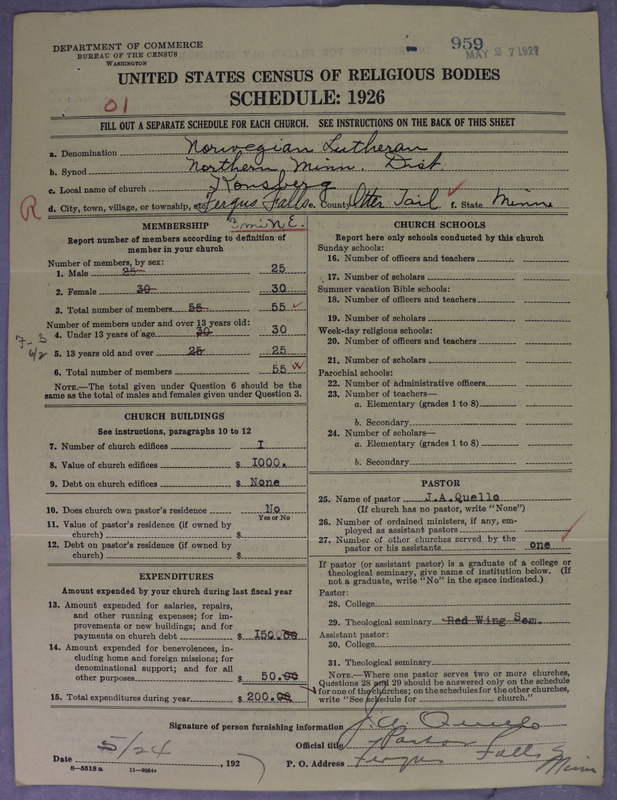 DEPARTMENT OF COMMERCE
BUREAU OF THE CENSUS
WASHINGTON
959
MAY 27 1927
UNITED STATES CENSUS OF RELIGIOUS BODIES
SCHEDULE: 1926
01
FILL OUT A SEPARATE SCHEDULE FOR EACH CHURCH. SEE INSTRUCTIONS ON THE BACK OF THIS SHEET
a. Denomination Norwegian Lutheran
b. Synod Northern Minn. Dist.
c. Local name of church Konsberg
R d. City, town, village, or township, etc. Fergus Falls e. County Otter Tail f. State Minn
3 mi N E.
MEMBERSHIP
Report number of members according to definition of
member in your church
Number of members, by sex:
1. Male 25 25
2. Female 30 30
3. Total number of members 55 55
Number of members under and over 13 years old:
4. Under 13 years of age 30 30
5. 13 years old and over 25 25
6. Total number of members 55
NOTE.—The total given under Question 6 should be
the same as the total of males and females given under Question 3.
CHURCH BUILDINGS
See instructions, paragraphs 10 to 12
7. Number of church edifices I
8. Value of church edifices $ I000.
9. Debt on church edifices $ None
10. Does church own pastor's residence No
Yes or No
11. Value of pastor's residence (if owned by
church) $
12. Debt on pastor's residence (if owned by
church) $
EXPENDITURES
Amount expended by your church during last fiscal year
13. Amount expended for salaries, repairs,
and other running expenses; for im-
provements or new buildings; and for
payments on church debt $ I50.00
14. Amount expended for benevolences, in-
cluding home and foreign missions; for
denominational support; and for all
other purposes $ 50.00
15. Total expenditures during year $ 200.00
CHURCH SCHOOLS
Report here only schools conducted by this church
Sunday schools:
16. Number of officers and teachers
17. Number of scholars
Summer vacation Bible schools:
18. Number of officers and teachers
19. Number of scholars
Week-day religious schools:
20. Number of officers and teachers
21. Number of scholars
Parochial schools:
22. Number of administrative officers
23. Number of teachers—
a. Elementary (grades 1 to 8)
b. Secondary
24. Number of scholars—
a. Elementary (grades 1 to 8)
b. Secondary
PASTOR
25. Name of pastor J.A.Quello
(If church has no pastor, write "None")
26. Number of ordained ministers, if any, em-
ployed as assistant pastors
27. Number of other churches served by the
pastor or his assistants one
If pastor (or assistant pastor) is a graduate of a college or
theological seminary, give name of institution below. (If
not a graduate, write "No" in the space indicated.)
Pastor:
28. College
29. Theological seminary Red Wing Sem.
Assistant pastor:
30. College
31. Theological seminary
NOTE.—Where one pastor serves two or more churches,
Questions 28 and 29 should be answered only on the schedule
for one of the churches; on the schedules for the other churches,
write "See schedule for church."
Signature of person furnishing information J. A. Quello
Official title Pastor
Date 5/24, 1927 P. O. Address Fergus Falls Minn
8—5518 a 11—9254